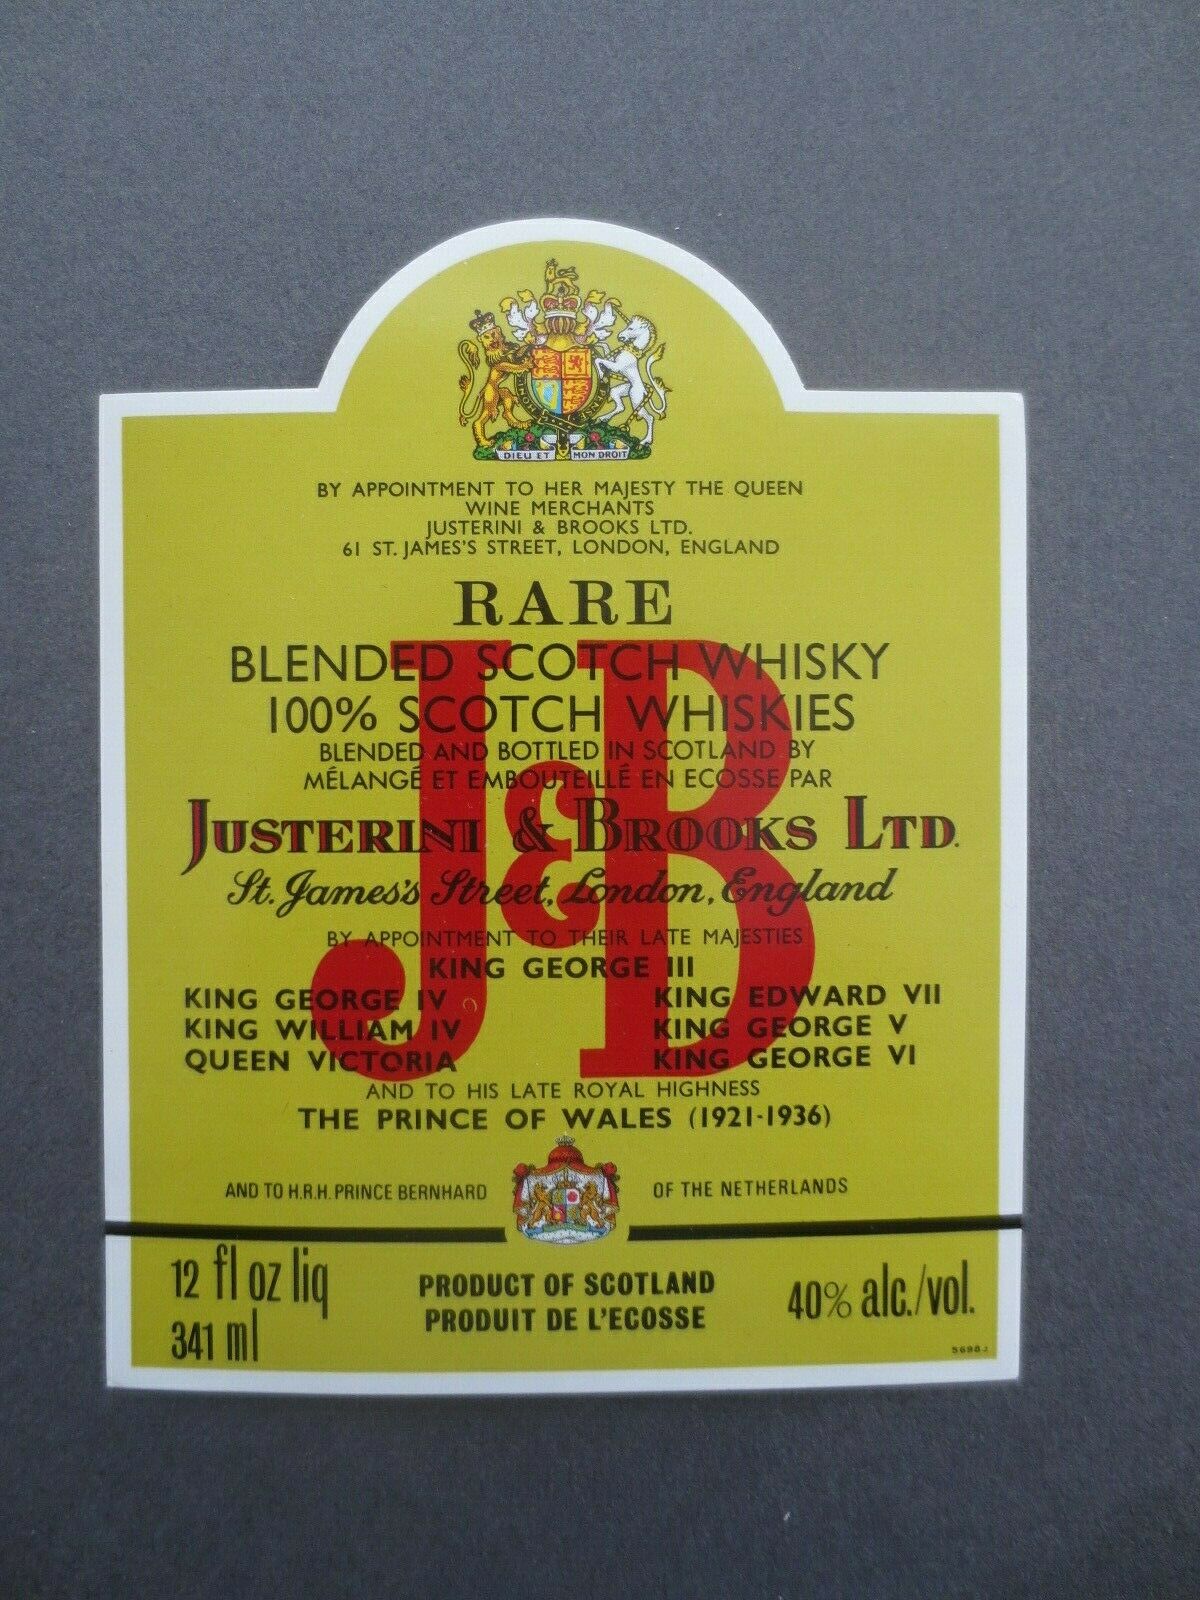 DIEU ET MON DROIT
BY APPOINTMENT TO HER MAJESTY THE QUEEN
WINE MERCHANTS
JUSTERINI & BROOKS LTD.
61 ST. JAMES'S STREET, LONDON, ENGLAND
RARE
J&B
BLENDED SCOTCH WHISKY
100% SCOTCH WHISKIES
BLENDED AND BOTTLED IN SCOTLAND BY
MÉLANGÉ ET EMBOUTEILLÉ EN ECOSSE PAR
JUSTERINI & BROOKS LTD.
St. James's Street, London, England
BY APPOINTMENT TO THEIR LATE MAJESTIES
KING GEORGE III
KING GEORGE IV KING EDWARD VII
KING WILLIAM IV KING GEORGE V
QUEEN VICTORIA KING GEORGE VI
AND TO HIS LATE ROYAL HIGHNESS
THE PRINCE OF WALES (1921-1936)
AND TO H.R.H. PRINCE BERNHARD OF THE NETHERLANDS
12 fl oz liq PRODUCT OF SCOTLAND 40% alc./vol.
341 ml PRODUIT DE L'ECOSSE